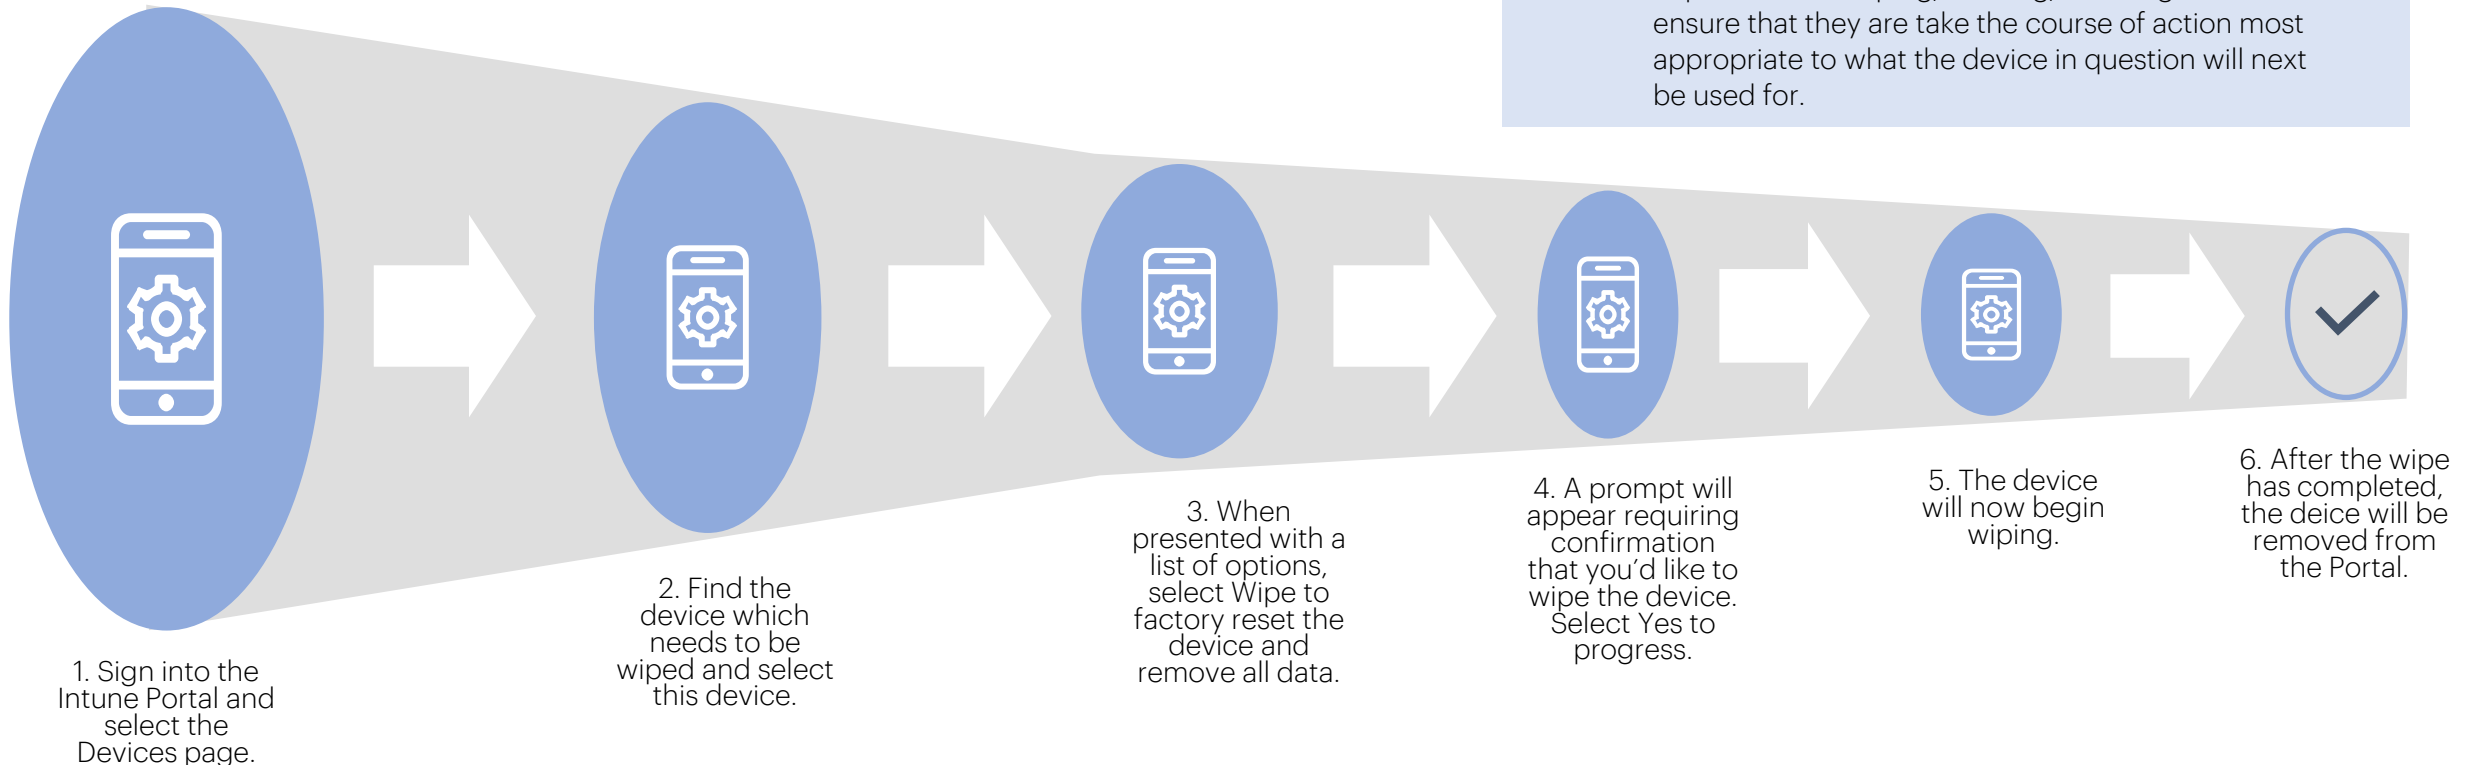 ensure that they are take the course of action most
appropriate to what the device in question will next
be used for.
1. Sign into the
Intune Portal and
select the
Devices page.
2. Find the
device which
needs to be
wiped and select
this device.
3. When
presented with a
list of options,
select Wipe to
factory reset the
device and
remove all data.
4. A prompt will
appear requiring
confirmation
that you’d like to
wipe the device.
Select Yes to
progress.
5. The device
will now begin
wiping.
6. After the wipe
has completed,
the deice will be
removed from
the Portal.